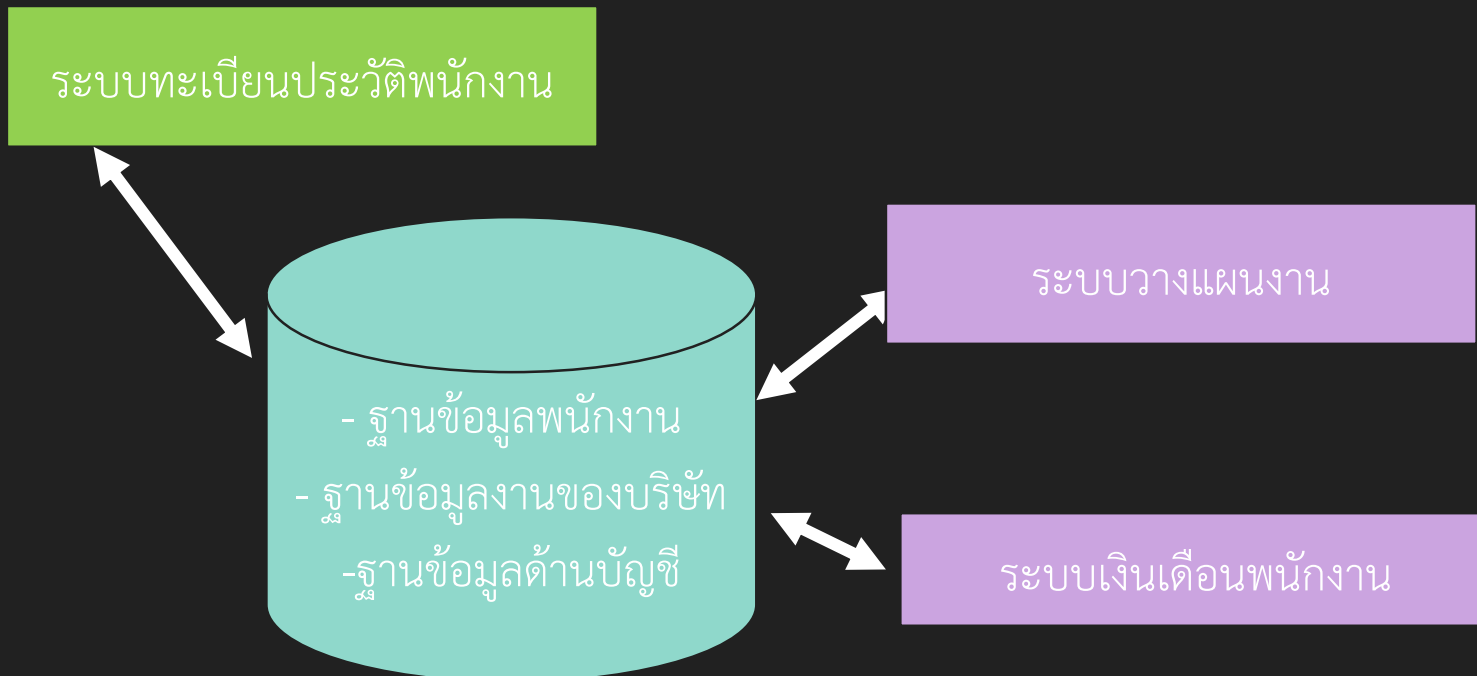 ระบบทะเบียนประวัติพนักงาน
ระบบวางแผนงาน
- ฐานข้อมูลพนักงาน
- ฐานข้อมูลงานของบริษัท
-ฐานข้อมูลด้านบัญชี
ระบบเงินเดือนพนักงาน